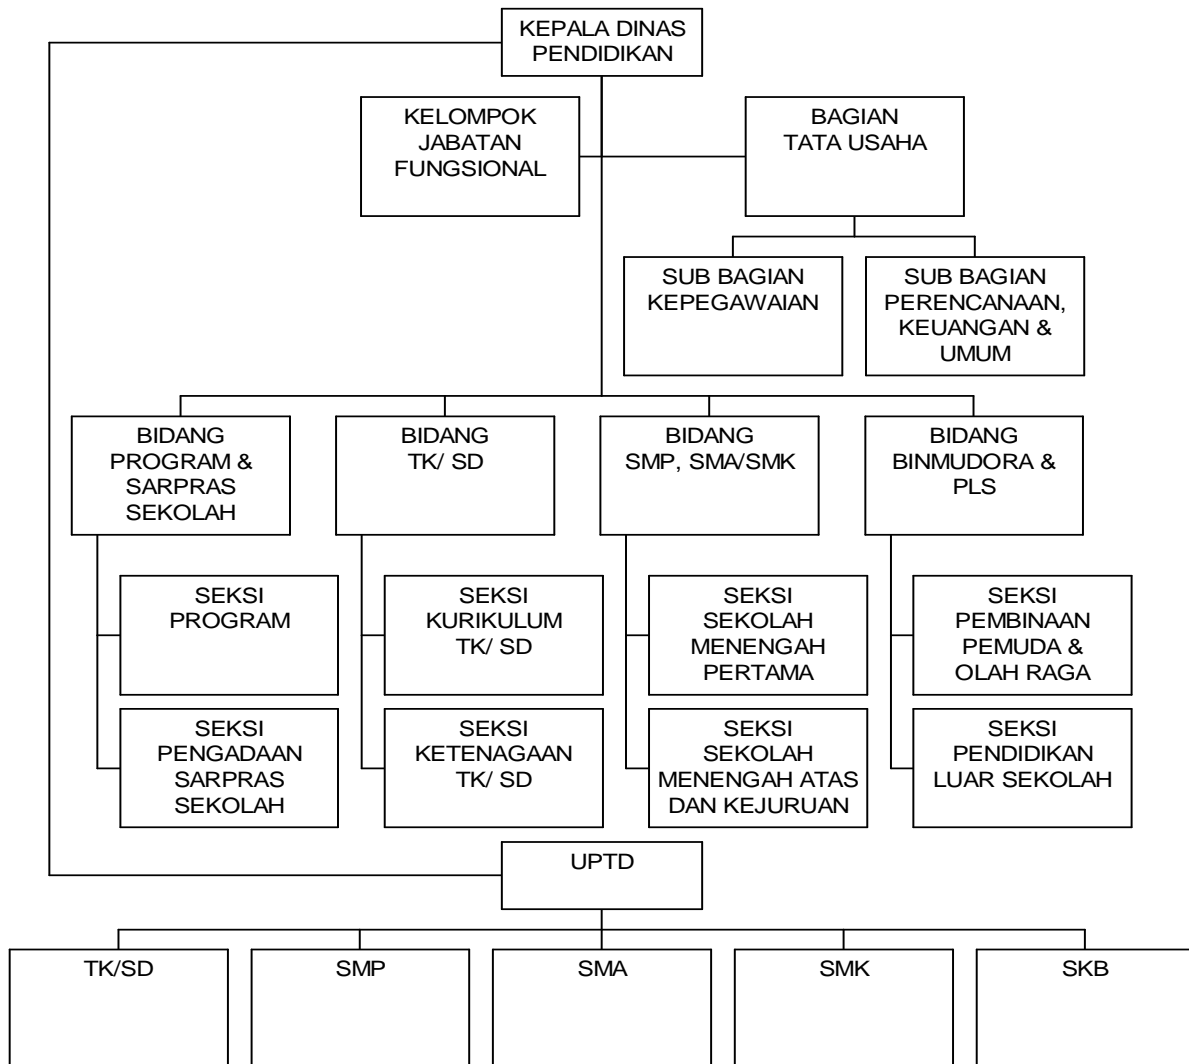 KEPALA DINAS
PENDIDIKAN
KELOMPOK
JABATAN
FUNGSIONAL
BAGIAN
TATA USAHA
SUB BAGIAN
KEPEGAWAIAN
SUB BAGIAN
PERENCANAAN,
KEUANGAN &
UMUM
BIDANG
PROGRAM &
SARPRAS
SEKOLAH
BIDANG
TK/ SD
BIDANG
SMP, SMA/SMK
BIDANG
BINMUDORA &
PLS
SEKSI
PROGRAM
SEKSI
KURIKULUM
TK/ SD
SEKSI
SEKOLAH
MENENGAH
PERTAMA
SEKSI
PEMBINAAN
PEMUDA &
OLAH RAGA
SEKSI
PENGADAAN
SARPRAS
SEKOLAH
SEKSI
KETENAGAAN
TK/ SD
SEKSI
SEKOLAH
MENENGAH ATAS
DAN KEJURUAN
SEKSI
PENDIDIKAN
LUAR SEKOLAH
UPTD
TK/SD
SMP
SMA
SMK
SKB